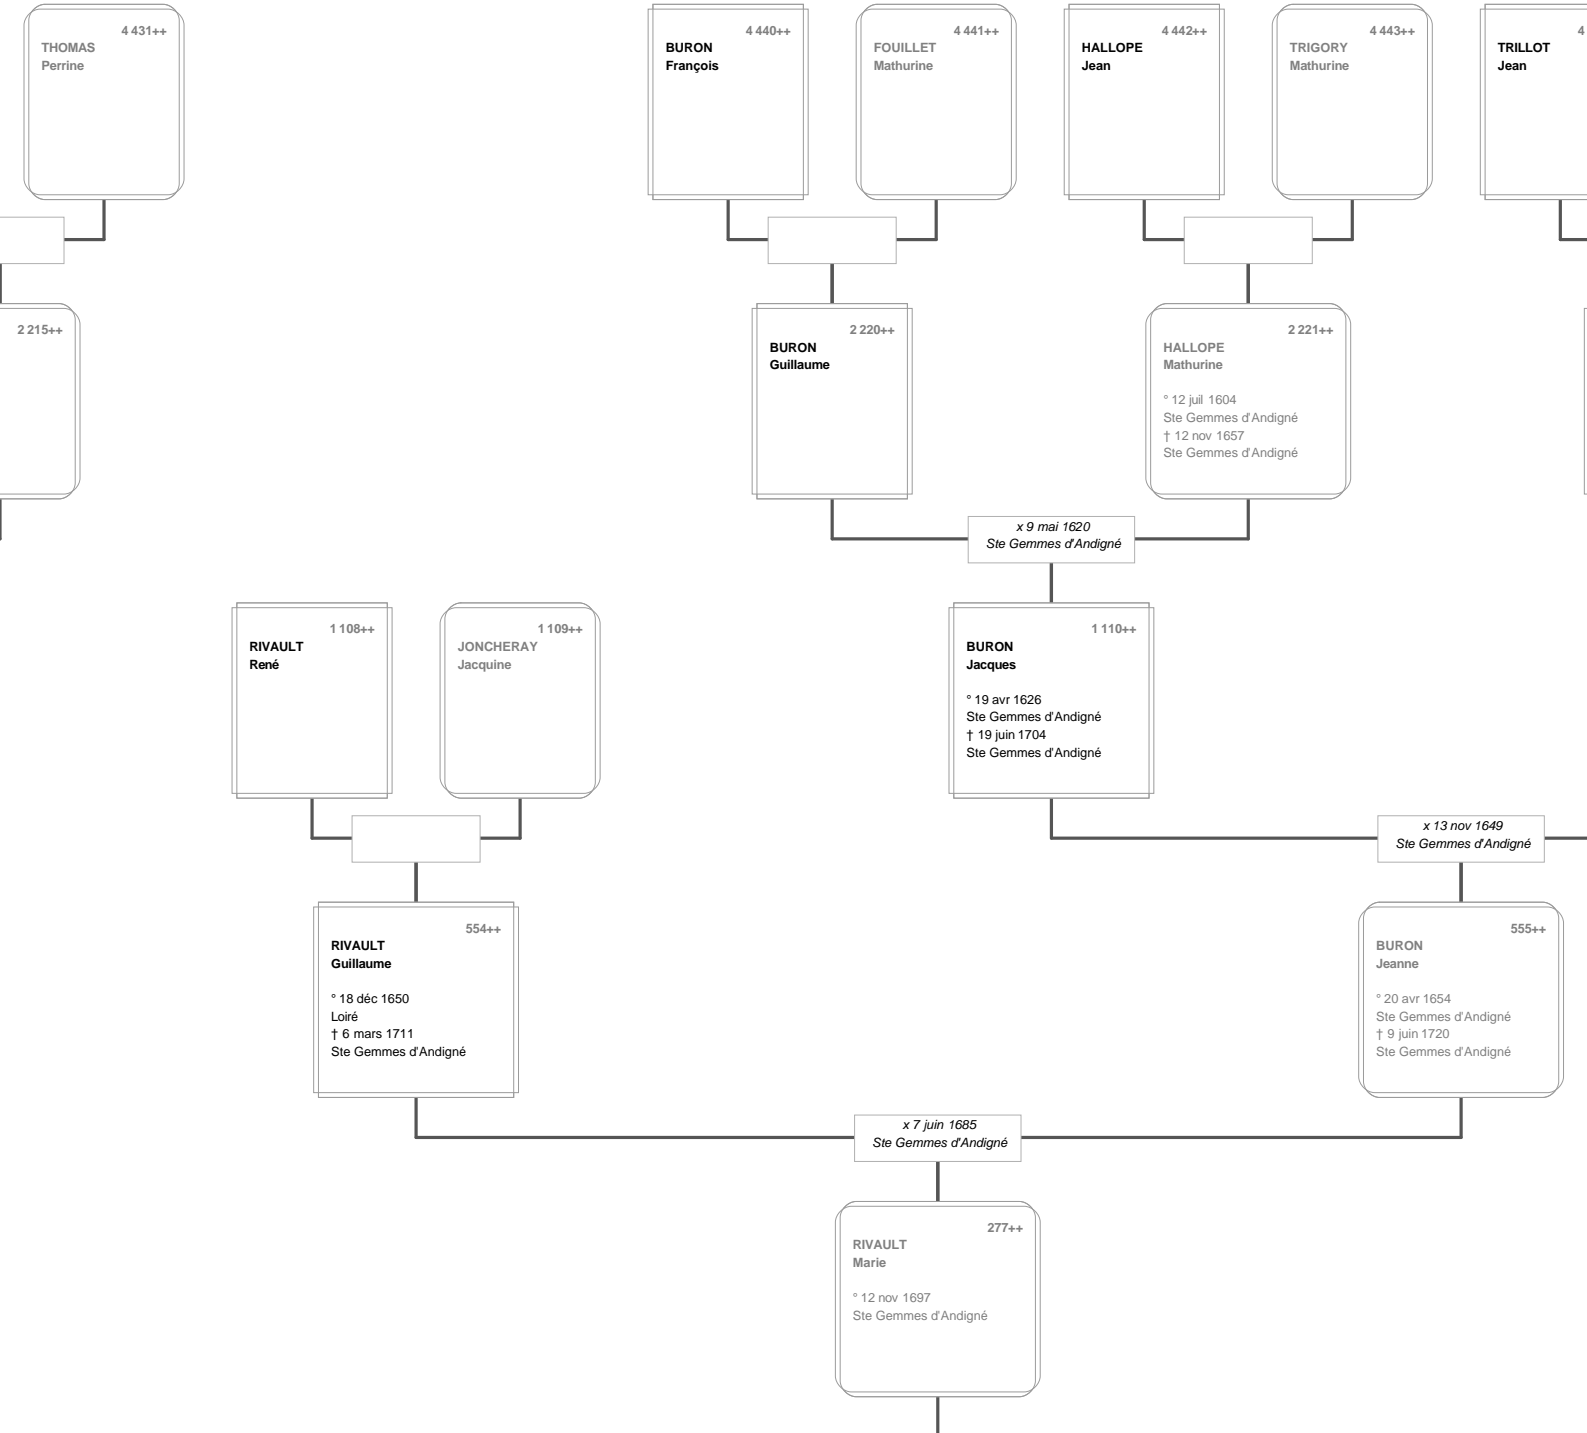 4 431++
THOMAS
Perrine
4 440++
BURON
François
4 441++
FOUILLET
Mathurine
4 442++
HALLOPE
Jean
4 443++
TRIGORY
Mathurine
4
TRILLOT
Jean
2 215++
2 220++
BURON
Guillaume
2 221++
HALLOPE
Mathurine
° 12 juil 1604
Ste Gemmes d'Andigné
† 12 nov 1657
Ste Gemmes d'Andigné
x 9 mai 1620
Ste Gemmes d'Andigné
1 108++
RIVAULT
René
1 109++
JONCHERAY
Jacquine
1 110++
BURON
Jacques
° 19 avr 1626
Ste Gemmes d'Andigné
† 19 juin 1704
Ste Gemmes d'Andigné
x 13 nov 1649
Ste Gemmes d'Andigné
554++
RIVAULT
Guillaume
° 18 déc 1650
Loiré
† 6 mars 1711
Ste Gemmes d'Andigné
555++
BURON
Jeanne
° 20 avr 1654
Ste Gemmes d'Andigné
† 9 juin 1720
Ste Gemmes d'Andigné
x 7 juin 1685
Ste Gemmes d'Andigné
277++
RIVAULT
Marie
° 12 nov 1697
Ste Gemmes d'Andigné